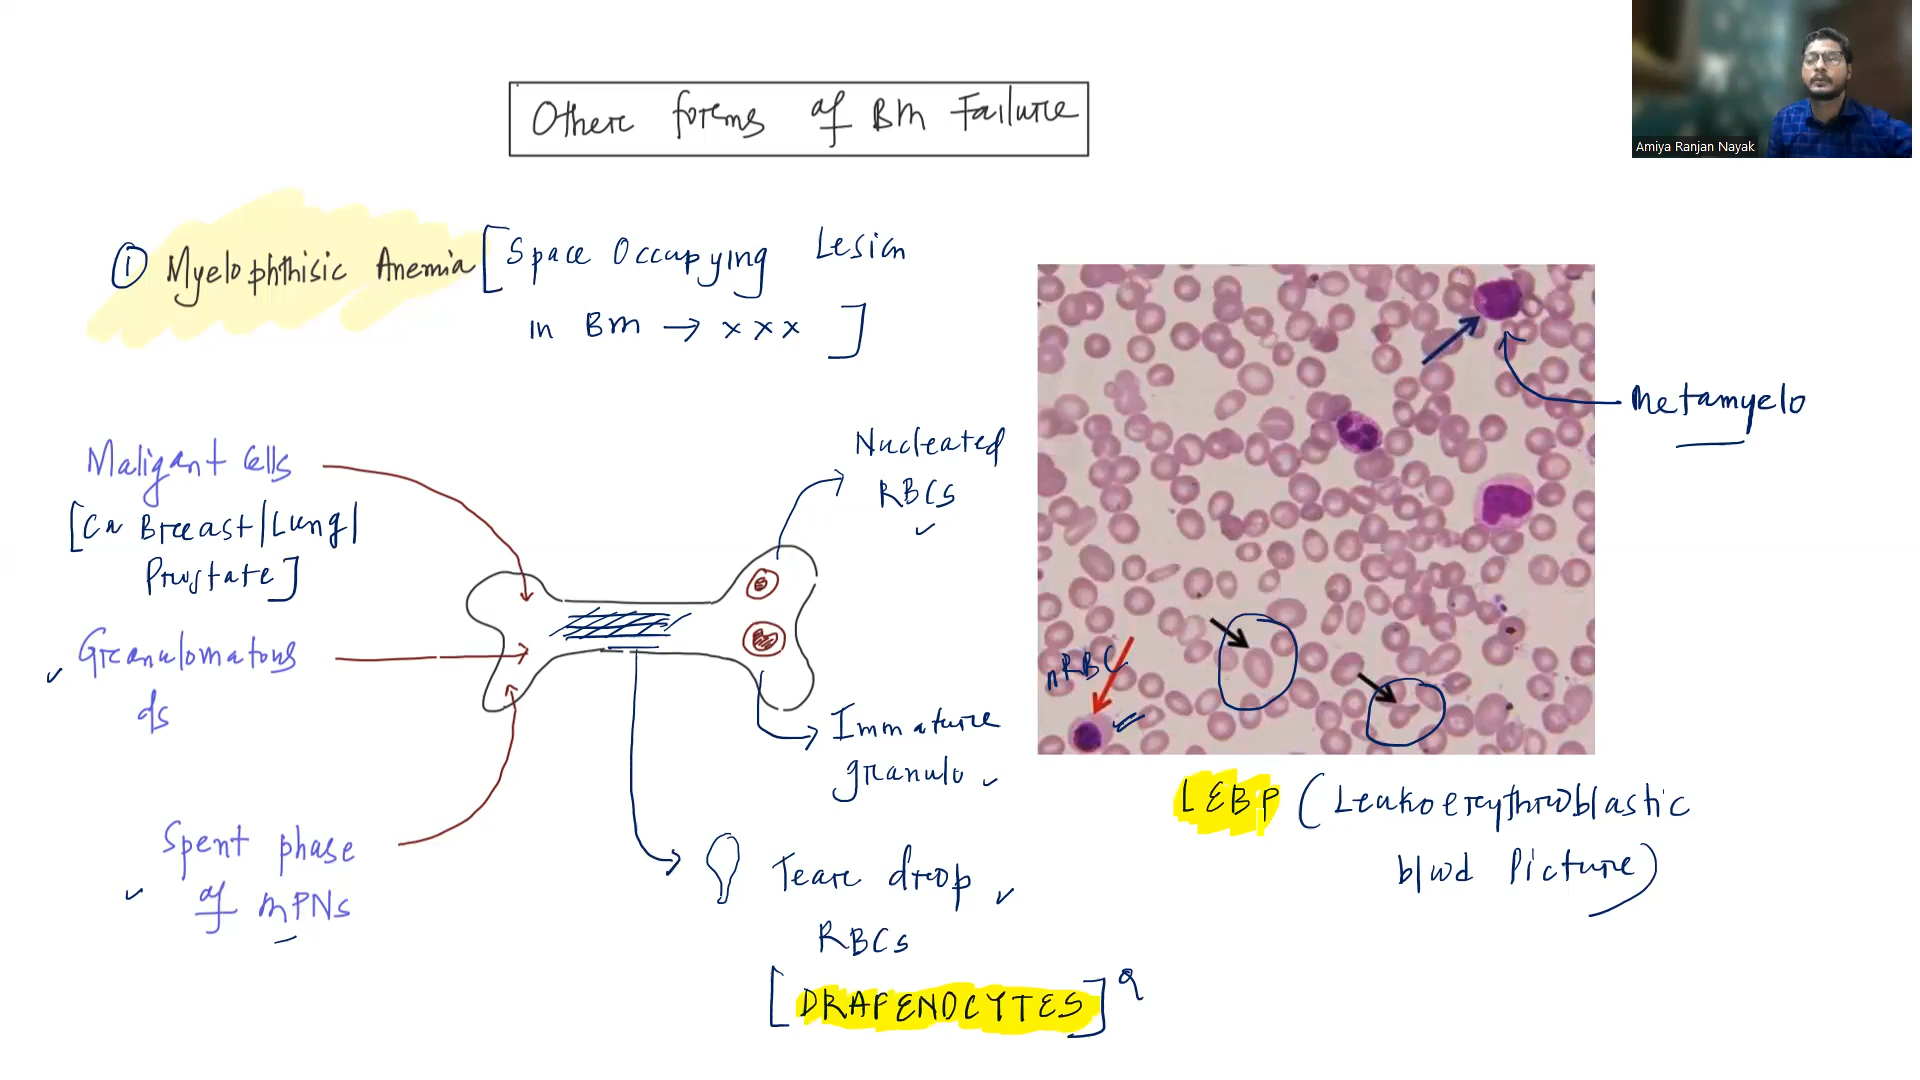 Other forms of BM Failure
Amiya Ranjan Nayak
① Myelophthisic Anemia [Space Occupying Lesion
in BM → x x x ]
Maligant Cells
[Ca Breast/Lung/
Prostate]
Granulomatous
ds
Spent phase
of MPNs
Nucleated
RBCs
Immature
granulo
Tear drop
RBCs
[DRAFENOCYTES] q
Metamyelo
nRBC
LEBP (Leukoerythroblastic
blood Picture)